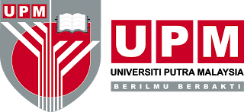 UPM
UPM
UNIVERSITI PUTRA MALAYSIA
BERILMU BERBAKTI